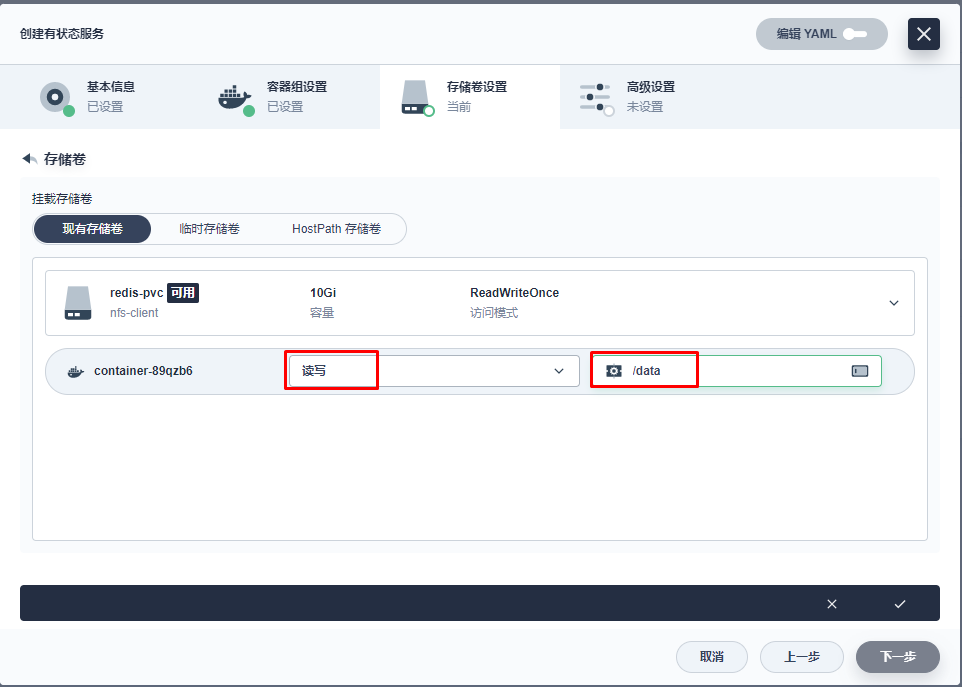 创建有状态服务
编辑 YAML
基本信息
已设置
容器组设置
已设置
存储卷设置
当前
高级设置
未设置
存储卷
挂载存储卷
现有存储卷 临时存储卷 HostPath 存储卷
redis-pvc 可用 10Gi ReadWriteOnce
nfs-client 容量 访问模式
container-89qzb6 读写 /data
取消 上一步 下一步